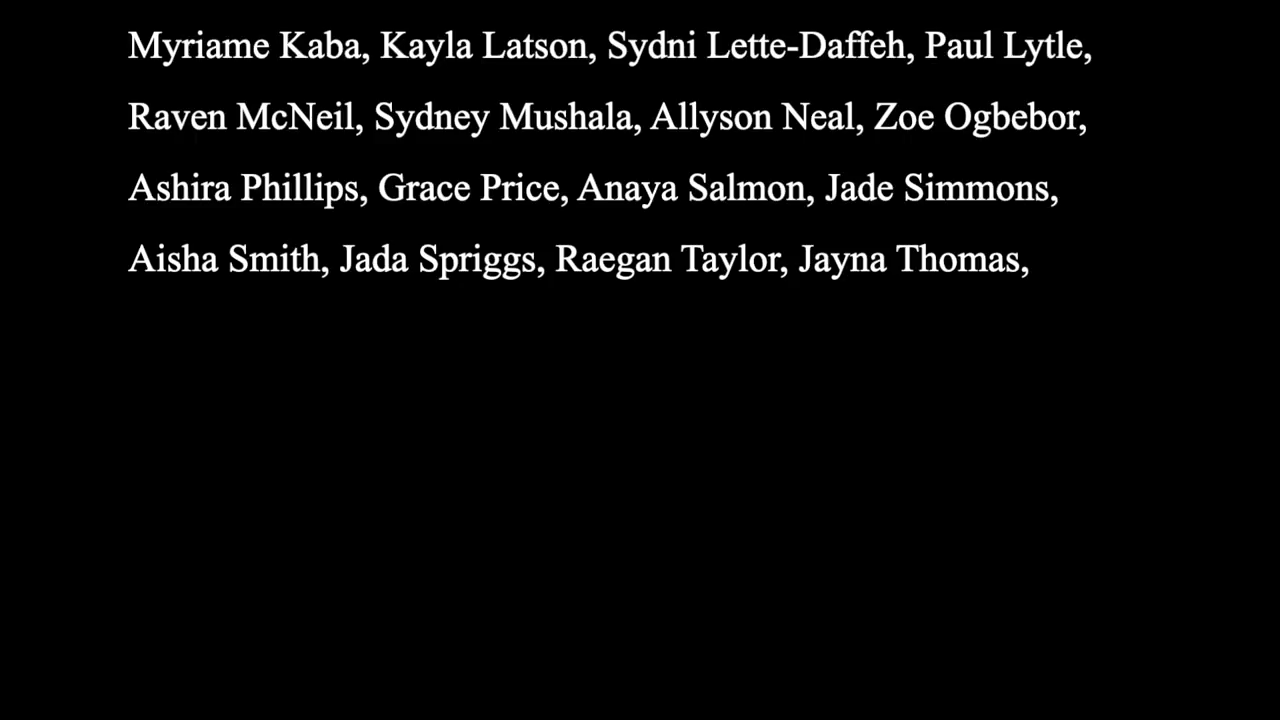 Myriame Kaba, Kayla Latson, Sydni Lette-Daffeh, Paul Lytle,
Raven McNeil, Sydney Mushala, Allyson Neal, Zoe Ogbebor,
Ashira Phillips, Grace Price, Anaya Salmon, Jade Simmons,
Aisha Smith, Jada Spriggs, Raegan Taylor, Jayna Thomas,